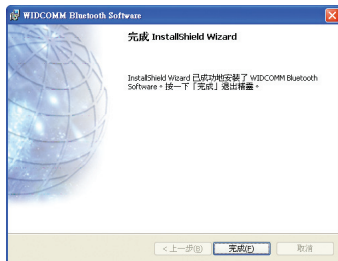 WIDCOMM Bluetooth Software
完成 InstallShield Wizard
InstallShield Wizard 已成功地安裝了 WIDCOMM Bluetooth
Software。按一下「完成」退出精靈。
< 上一步(B)
完成(F)
取消